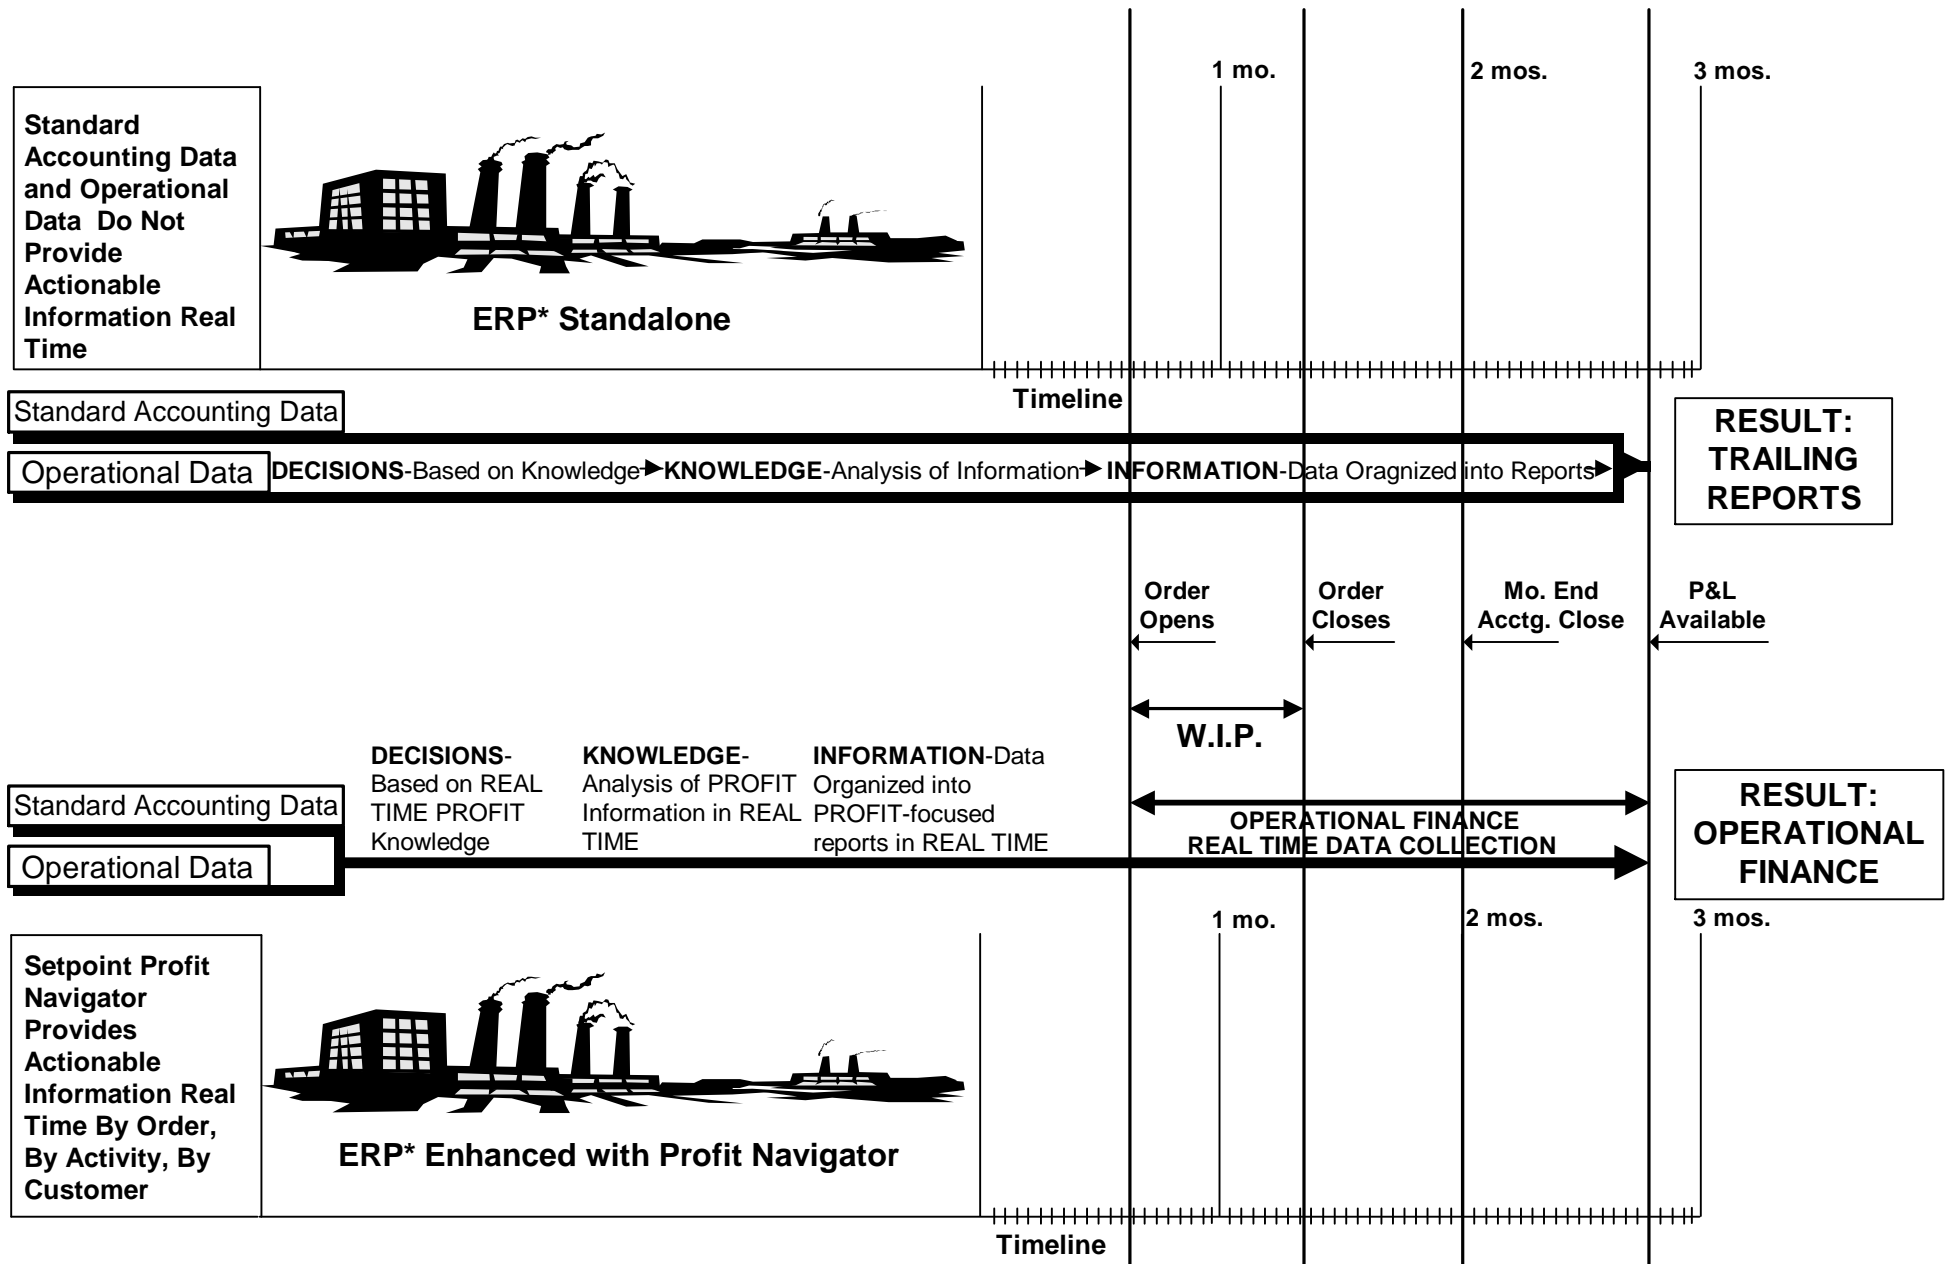 1 mo.
2 mos.
3 mos.
Standard
Accounting Data
and Operational
Data  Do Not
Provide
Actionable
Information Real
Time
ERP* Standalone
Timeline
Standard Accounting Data
Operational Data
DECISIONS-Based on Knowledge
KNOWLEDGE-Analysis of Information
INFORMATION-Data Oragnized into Reports
RESULT:
TRAILING
REPORTS
Order
Opens
Order
Closes
Mo. End
Acctg. Close
P&L
Available
W.I.P.
DECISIONS-
Based on REAL
TIME PROFIT
Knowledge
KNOWLEDGE-
Analysis of PROFIT
Information in REAL
TIME
INFORMATION-Data
Organized into
PROFIT-focused
reports in REAL TIME
Standard Accounting Data
Operational Data
OPERATIONAL FINANCE
REAL TIME DATA COLLECTION
RESULT:
OPERATIONAL
FINANCE
1 mo.
2 mos.
3 mos.
Setpoint Profit
Navigator
Provides
Actionable
Information Real
Time By Order,
By Activity, By
Customer
ERP* Enhanced with Profit Navigator
Timeline